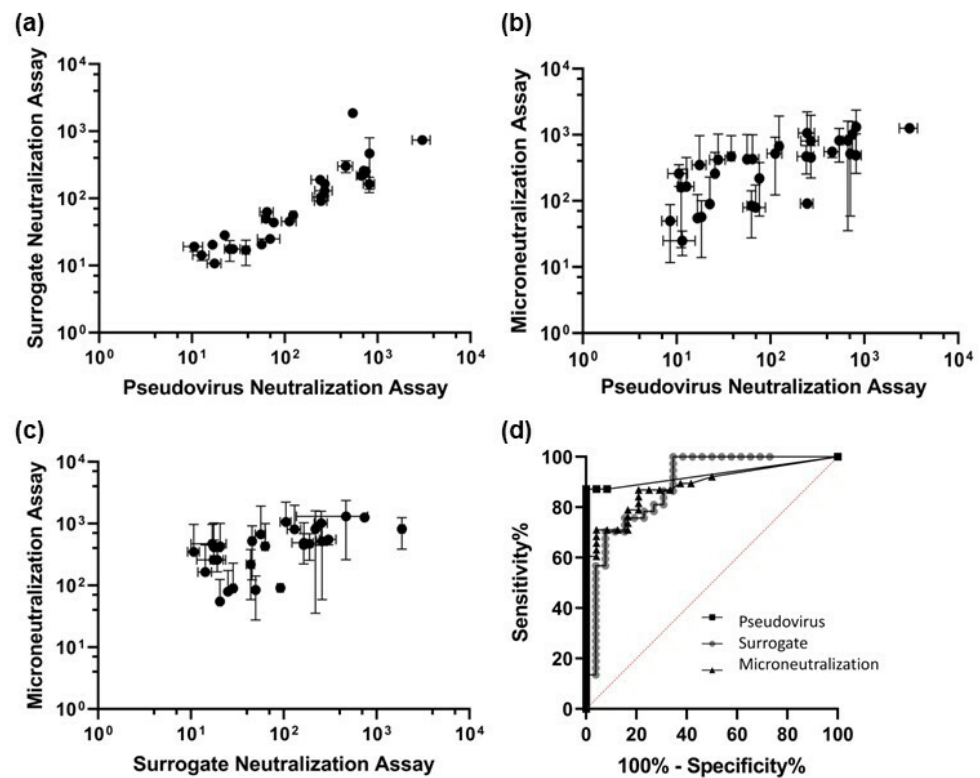 (a)
Surrogate Neutralization Assay
10⁴
10³
10²
10¹
10⁰
10⁰ 10¹ 10² 10³ 10⁴
Pseudovirus Neutralization Assay
(b)
Microneutralization Assay
10⁴
10³
10²
10¹
10⁰
10⁰ 10¹ 10² 10³ 10⁴
Pseudovirus Neutralization Assay
(c)
Microneutralization Assay
10⁴
10³
10²
10¹
10⁰
10⁰ 10¹ 10² 10³ 10⁴
Surrogate Neutralization Assay
(d)
Sensitivity%
100
80
60
40
20
0
Pseudovirus
Surrogate
Microneutralization
0 20 40 60 80 100
100% - Specificity%